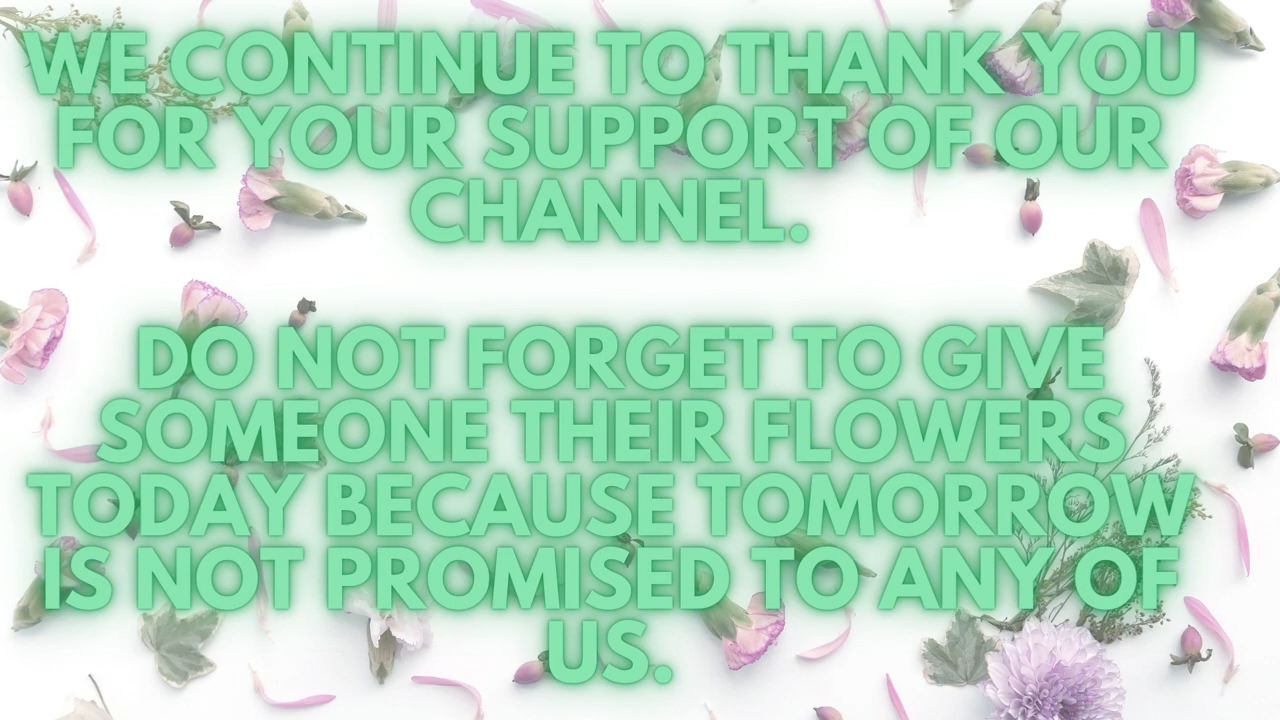 WE CONTINUE TO THANK YOU
FOR YOUR SUPPORT OF OUR
CHANNEL.
DO NOT FORGET TO GIVE
SOMEONE THEIR FLOWERS
TODAY BECAUSE TOMORROW
IS NOT PROMISED TO ANY OF
US.